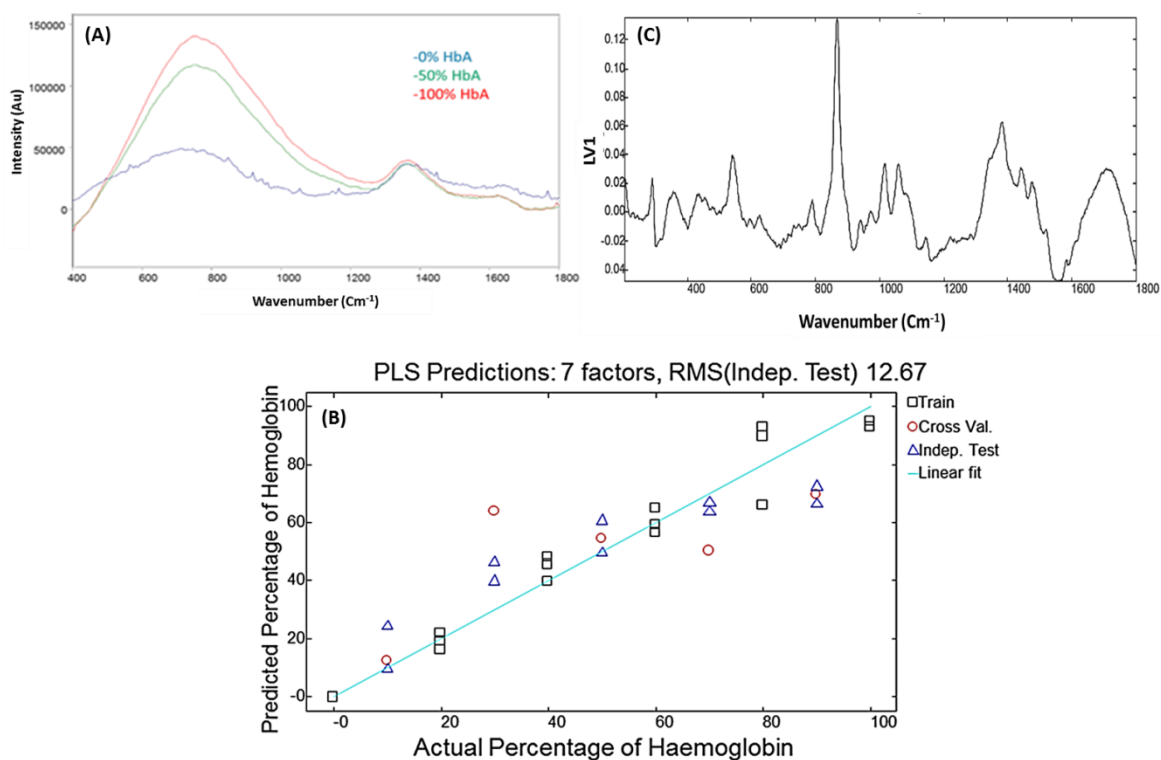 (A)
150000
100000
50000
0
Intensity (Au)
-0% HbA
-50% HbA
-100% HbA
400
600
800
1000
1200
1400
1600
1800
Wavenumber (Cm-1)
(C)
0.12
0.10
0.08
0.06
0.04
0.02
0.00
-0.02
0.04
LV1
200
400
600
800
1000
1200
1400
1600
1800
Wavenumber (Cm-1)
PLS Predictions: 7 factors, RMS(Indep. Test) 12.67
(B)
100
80
60
40
20
-0
Predicted Percentage of Hemoglobin
Train
Cross Val.
Indep. Test
Linear fit
-0
20
40
60
80
100
Actual Percentage of Haemoglobin